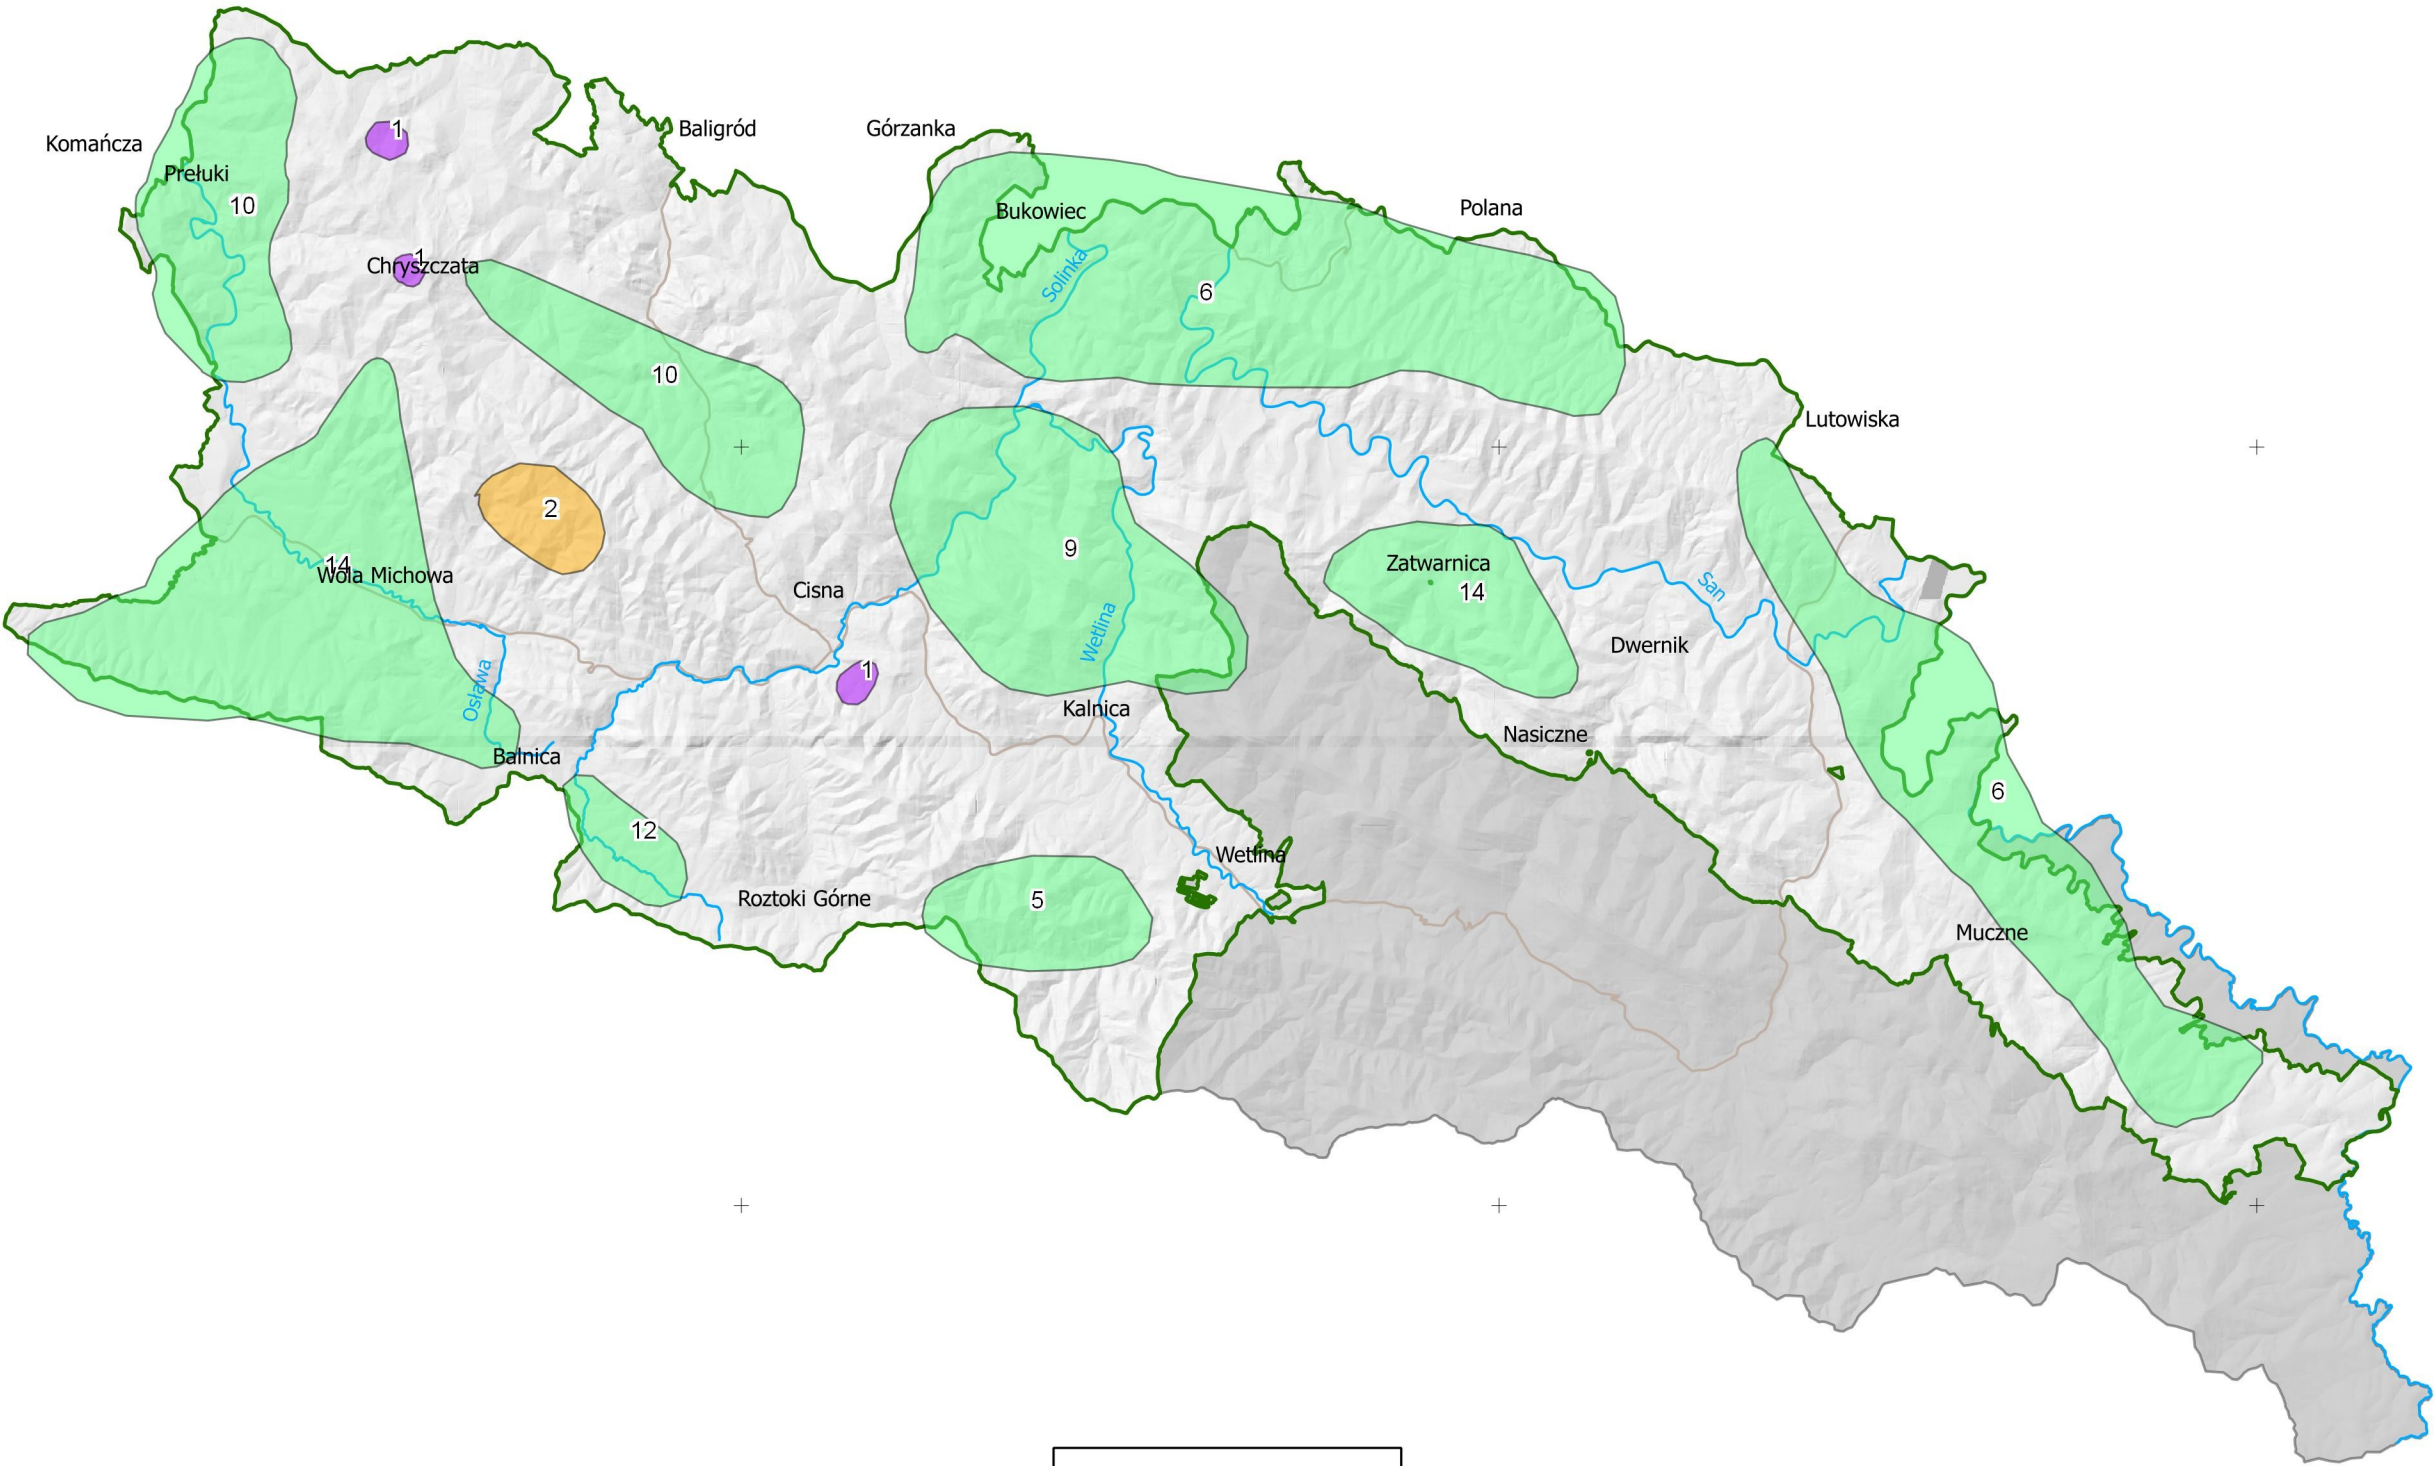 1
Baligród
Górzanka
Komańcza
Prełuki
10
Bukowiec
Polana
1
Chryszczata
Solinka
6
10
Lutowiska
2
9
14
Wola Michowa
Zatwarnica
14
Cisna
San
Wetlina
Dwernik
1
Osława
Kalnica
Nasiczne
Balnica
6
12
Wetlina
Roztoki Górne
5
Muczne